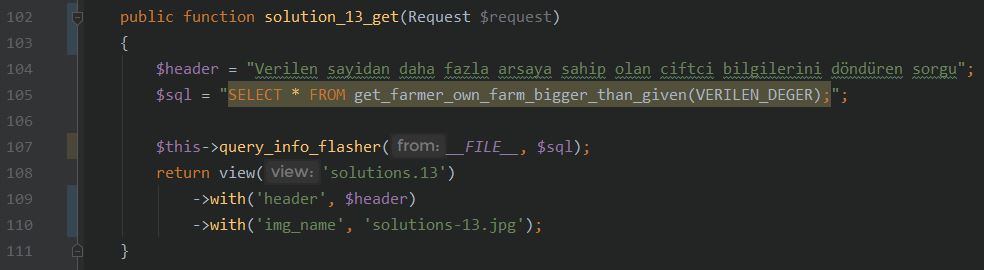 102 public function solution_13_get(Request $request)
103 {
104 $header = "Verilen sayidan daha fazla arsaya sahip olan ciftci bilgilerini döndüren sorgu";
105 $sql = "SELECT * FROM get_farmer_own_farm_bigger_than_given(VERILEN_DEGER);";
106
107 $this->query_info_flasher( from: __FILE__, $sql);
108 return view( view: 'solutions.13')
109 ->with('header', $header)
110 ->with('img_name', 'solutions-13.jpg');
111 }